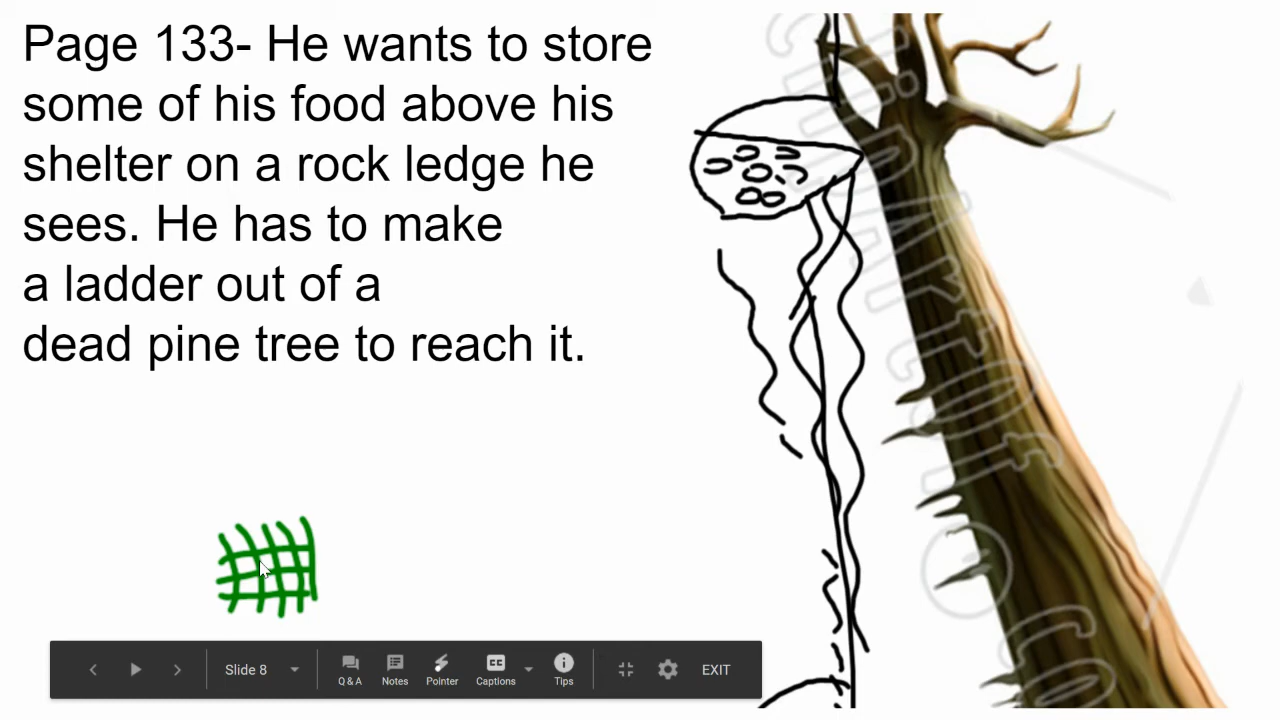 Page 133- He wants to store
some of his food above his
shelter on a rock ledge he
sees. He has to make
a ladder out of a
dead pine tree to reach it.
Slide 8
Q & A
Notes
Pointer
CC
Captions
Tips
EXIT